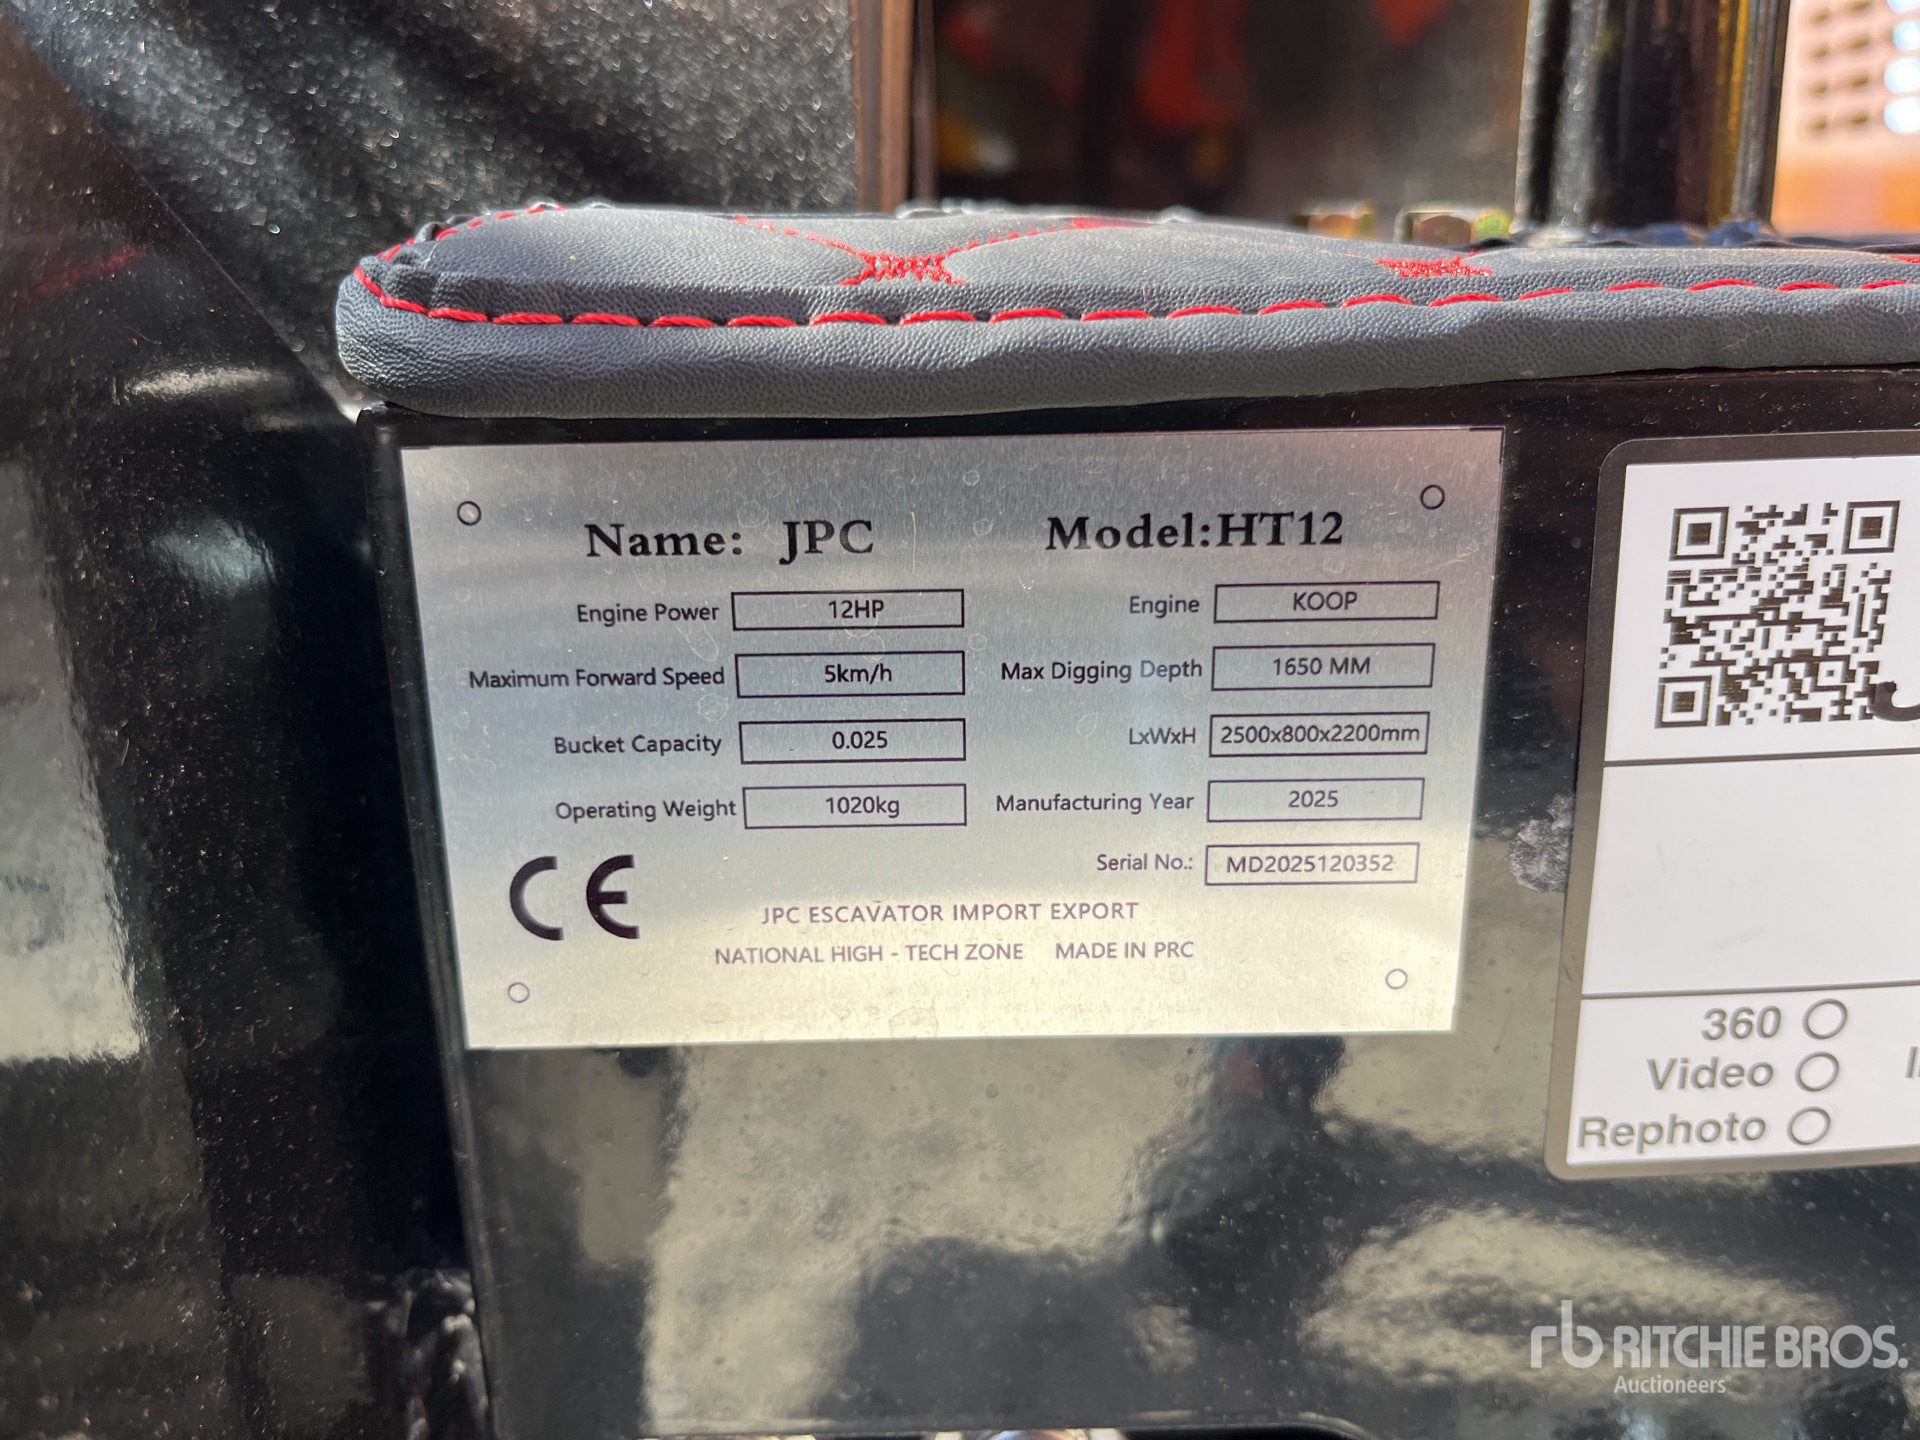 Name: JPC Model:HT12
Engine Power 12HP Engine KOOP
Maximum Forward Speed 5km/h Max Digging Depth 1650 MM
Bucket Capacity 0.025 LxWxH 2500x800x2200mm
Operating Weight 1020kg Manufacturing Year 2025
Serial No.: MD2025120352
CE
JPC ESCAVATOR IMPORT EXPORT
NATIONAL HIGH - TECH ZONE MADE IN PRC
360
Video
Rephoto
rb RITCHIE BROS.
Auctioneers